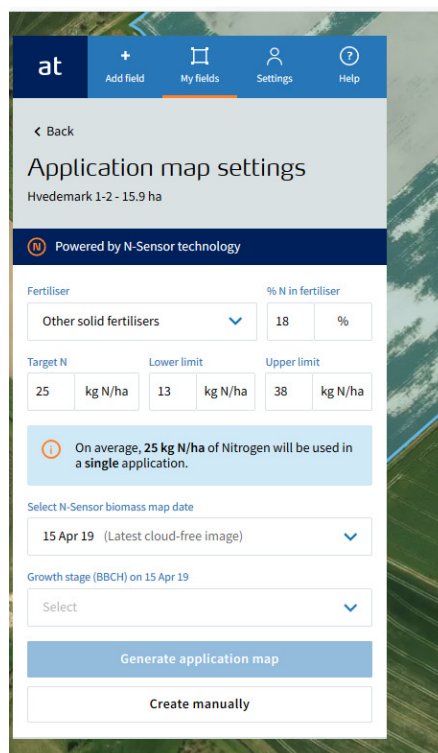 at
Add field
My fields
Settings
Help
Back
Application map settings
Hvedemark 1-2 - 15.9 ha
N Powered by N-Sensor technology
Fertiliser % N in fertiliser
Other solid fertilisers 18 %
Target N Lower limit Upper limit
25 kg N/ha 13 kg N/ha 38 kg N/ha
On average, 25 kg N/ha of Nitrogen will be used in
a single application.
Select N-Sensor biomass map date
15 Apr 19 (Latest cloud-free image)
Growth stage (BBCH) on 15 Apr 19
Select
Generate application map
Create manually